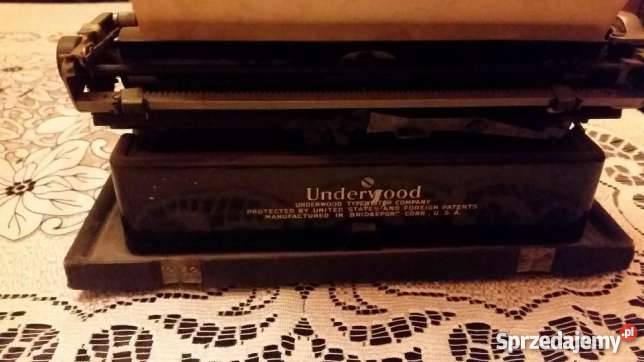 Underwood
UNDERWOOD TYPEWRITER COMPANY
PROTECTED BY UNITED STATES AND FOREIGN PATENTS
MANUFACTURED IN BRIDGEPORT CONN., U.S.A.
Sprzedajemy.pl